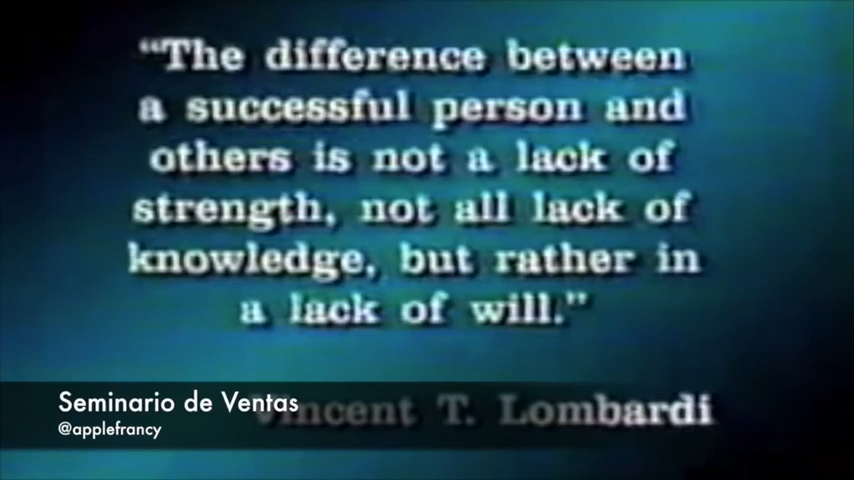 “The difference between
a successful person and
others is not a lack of
strength, not all lack of
knowledge, but rather in
a lack of will.”
Vincent T. Lombardi
Seminario de Ventas
@applefrancy